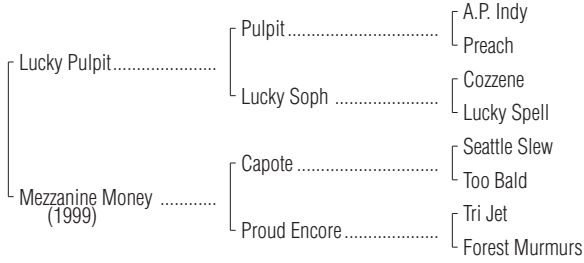 A.P. Indy
Pulpit
Preach
Lucky Pulpit
Cozzene
Lucky Soph
Lucky Spell
Seattle Slew
Capote
Too Bald
Mezzanine Money
(1999)
Tri Jet
Proud Encore
Forest Murmurs